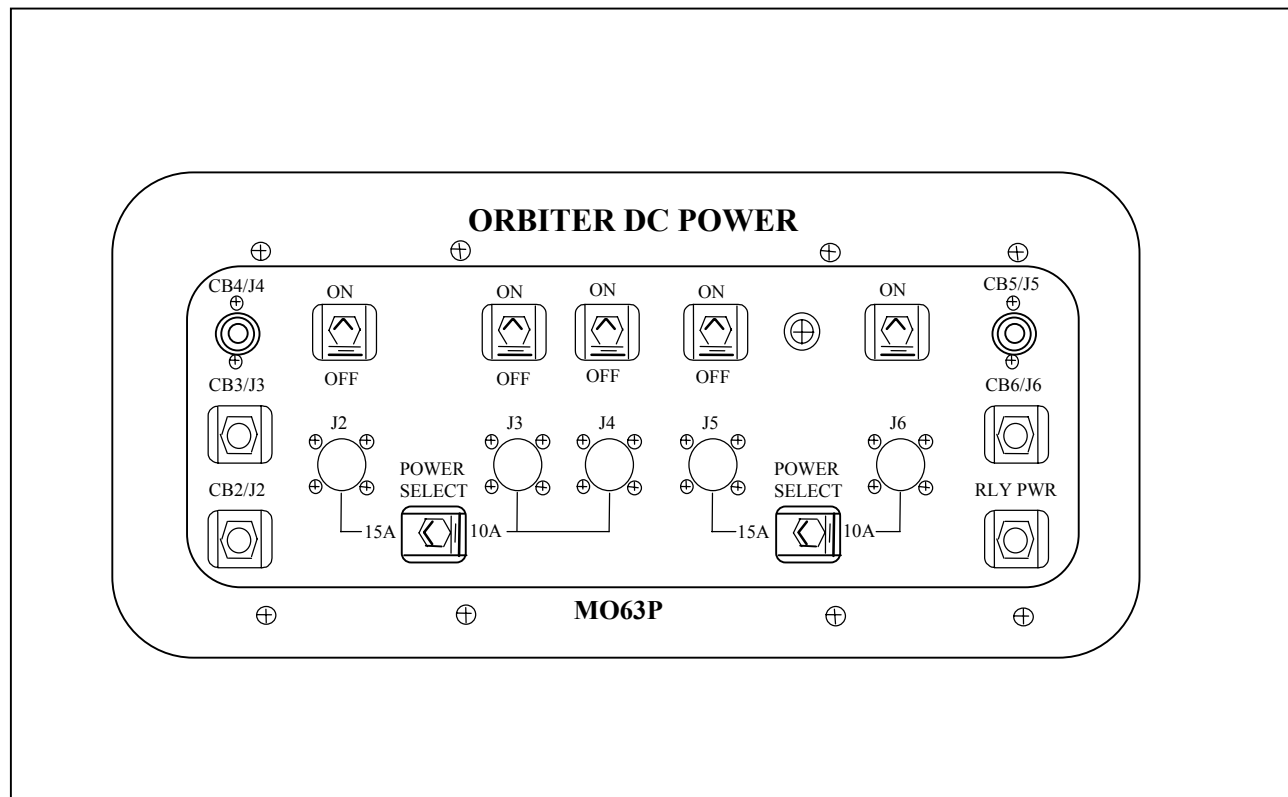 ORBITER DC POWER
CB4/J4
ON
ON
ON
ON
ON
CB5/J5
CB3/J3
OFF
OFF
OFF
OFF
CB6/J6
J2
J3
J4
J5
J6
CB2/J2
POWER
SELECT
POWER
SELECT
RLY PWR
15A
10A
15A
10A
MO63P